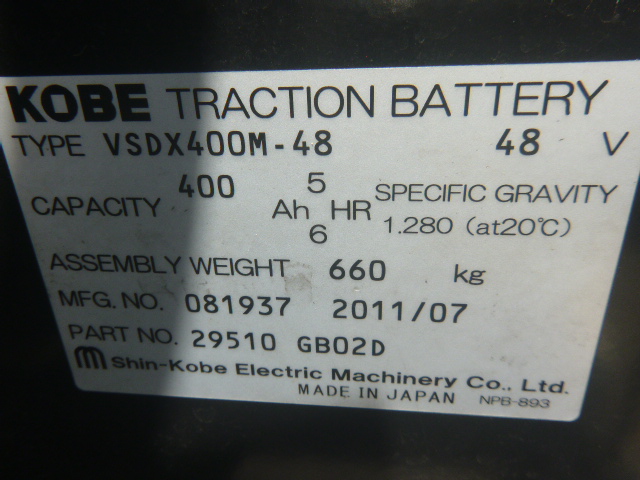 KOBE TRACTION BATTERY
TYPE VSDX400M-48 48 V
CAPACITY 400 Ah 5 HR SPECIFIC GRAVITY
6 1.280 (at20℃)
ASSEMBLY WEIGHT 660 kg
MFG. NO. 081937 2011/07
PART NO. 29510 GB02D
Shin-Kobe Electric Machinery Co., Ltd.
MADE IN JAPAN NPB-893